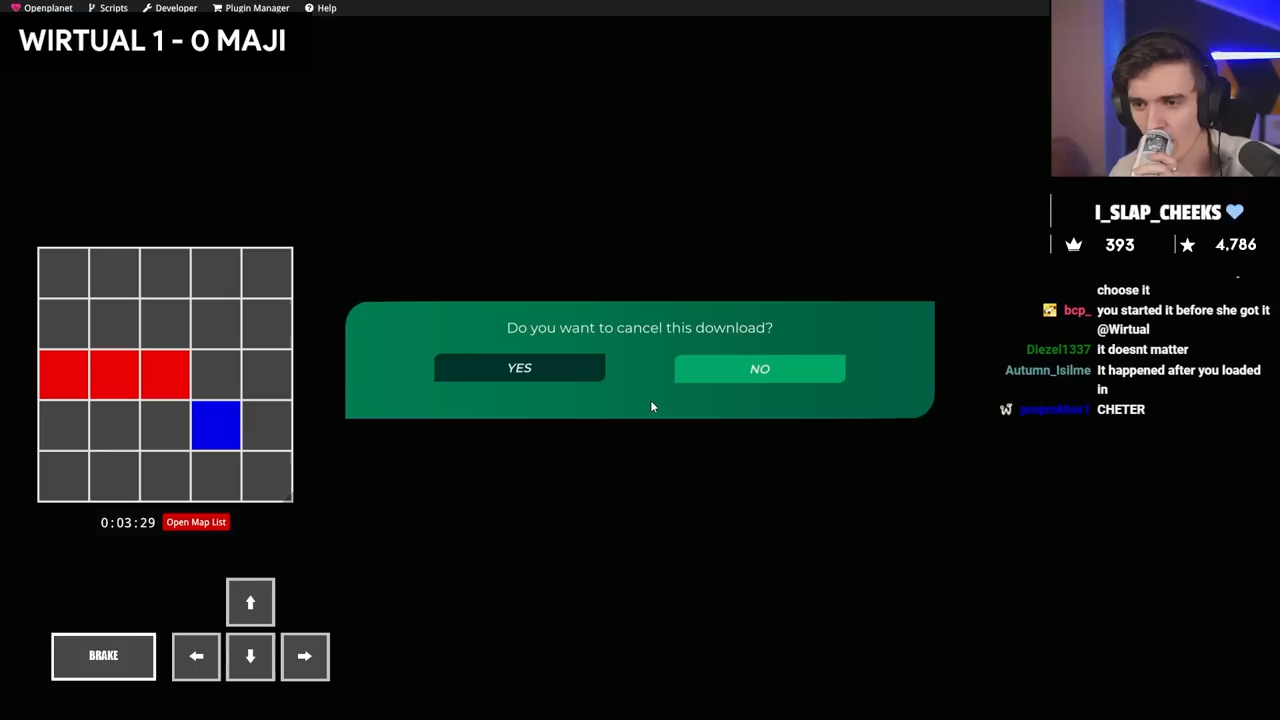 Openplanet Scripts Developer Plugin Manager Help
WIRTUAL 1 - 0 MAJI
I_SLAP_CHEEKS
393 4,786
choose it
bcp_ you started it before she got it
@Wirtual
Diezel1337 it doesnt matter
Autumn_Isilme It happened after you loaded
in
CHETER
Do you want to cancel this download?
YES NO
0:03:29 Open Map List
BRAKE